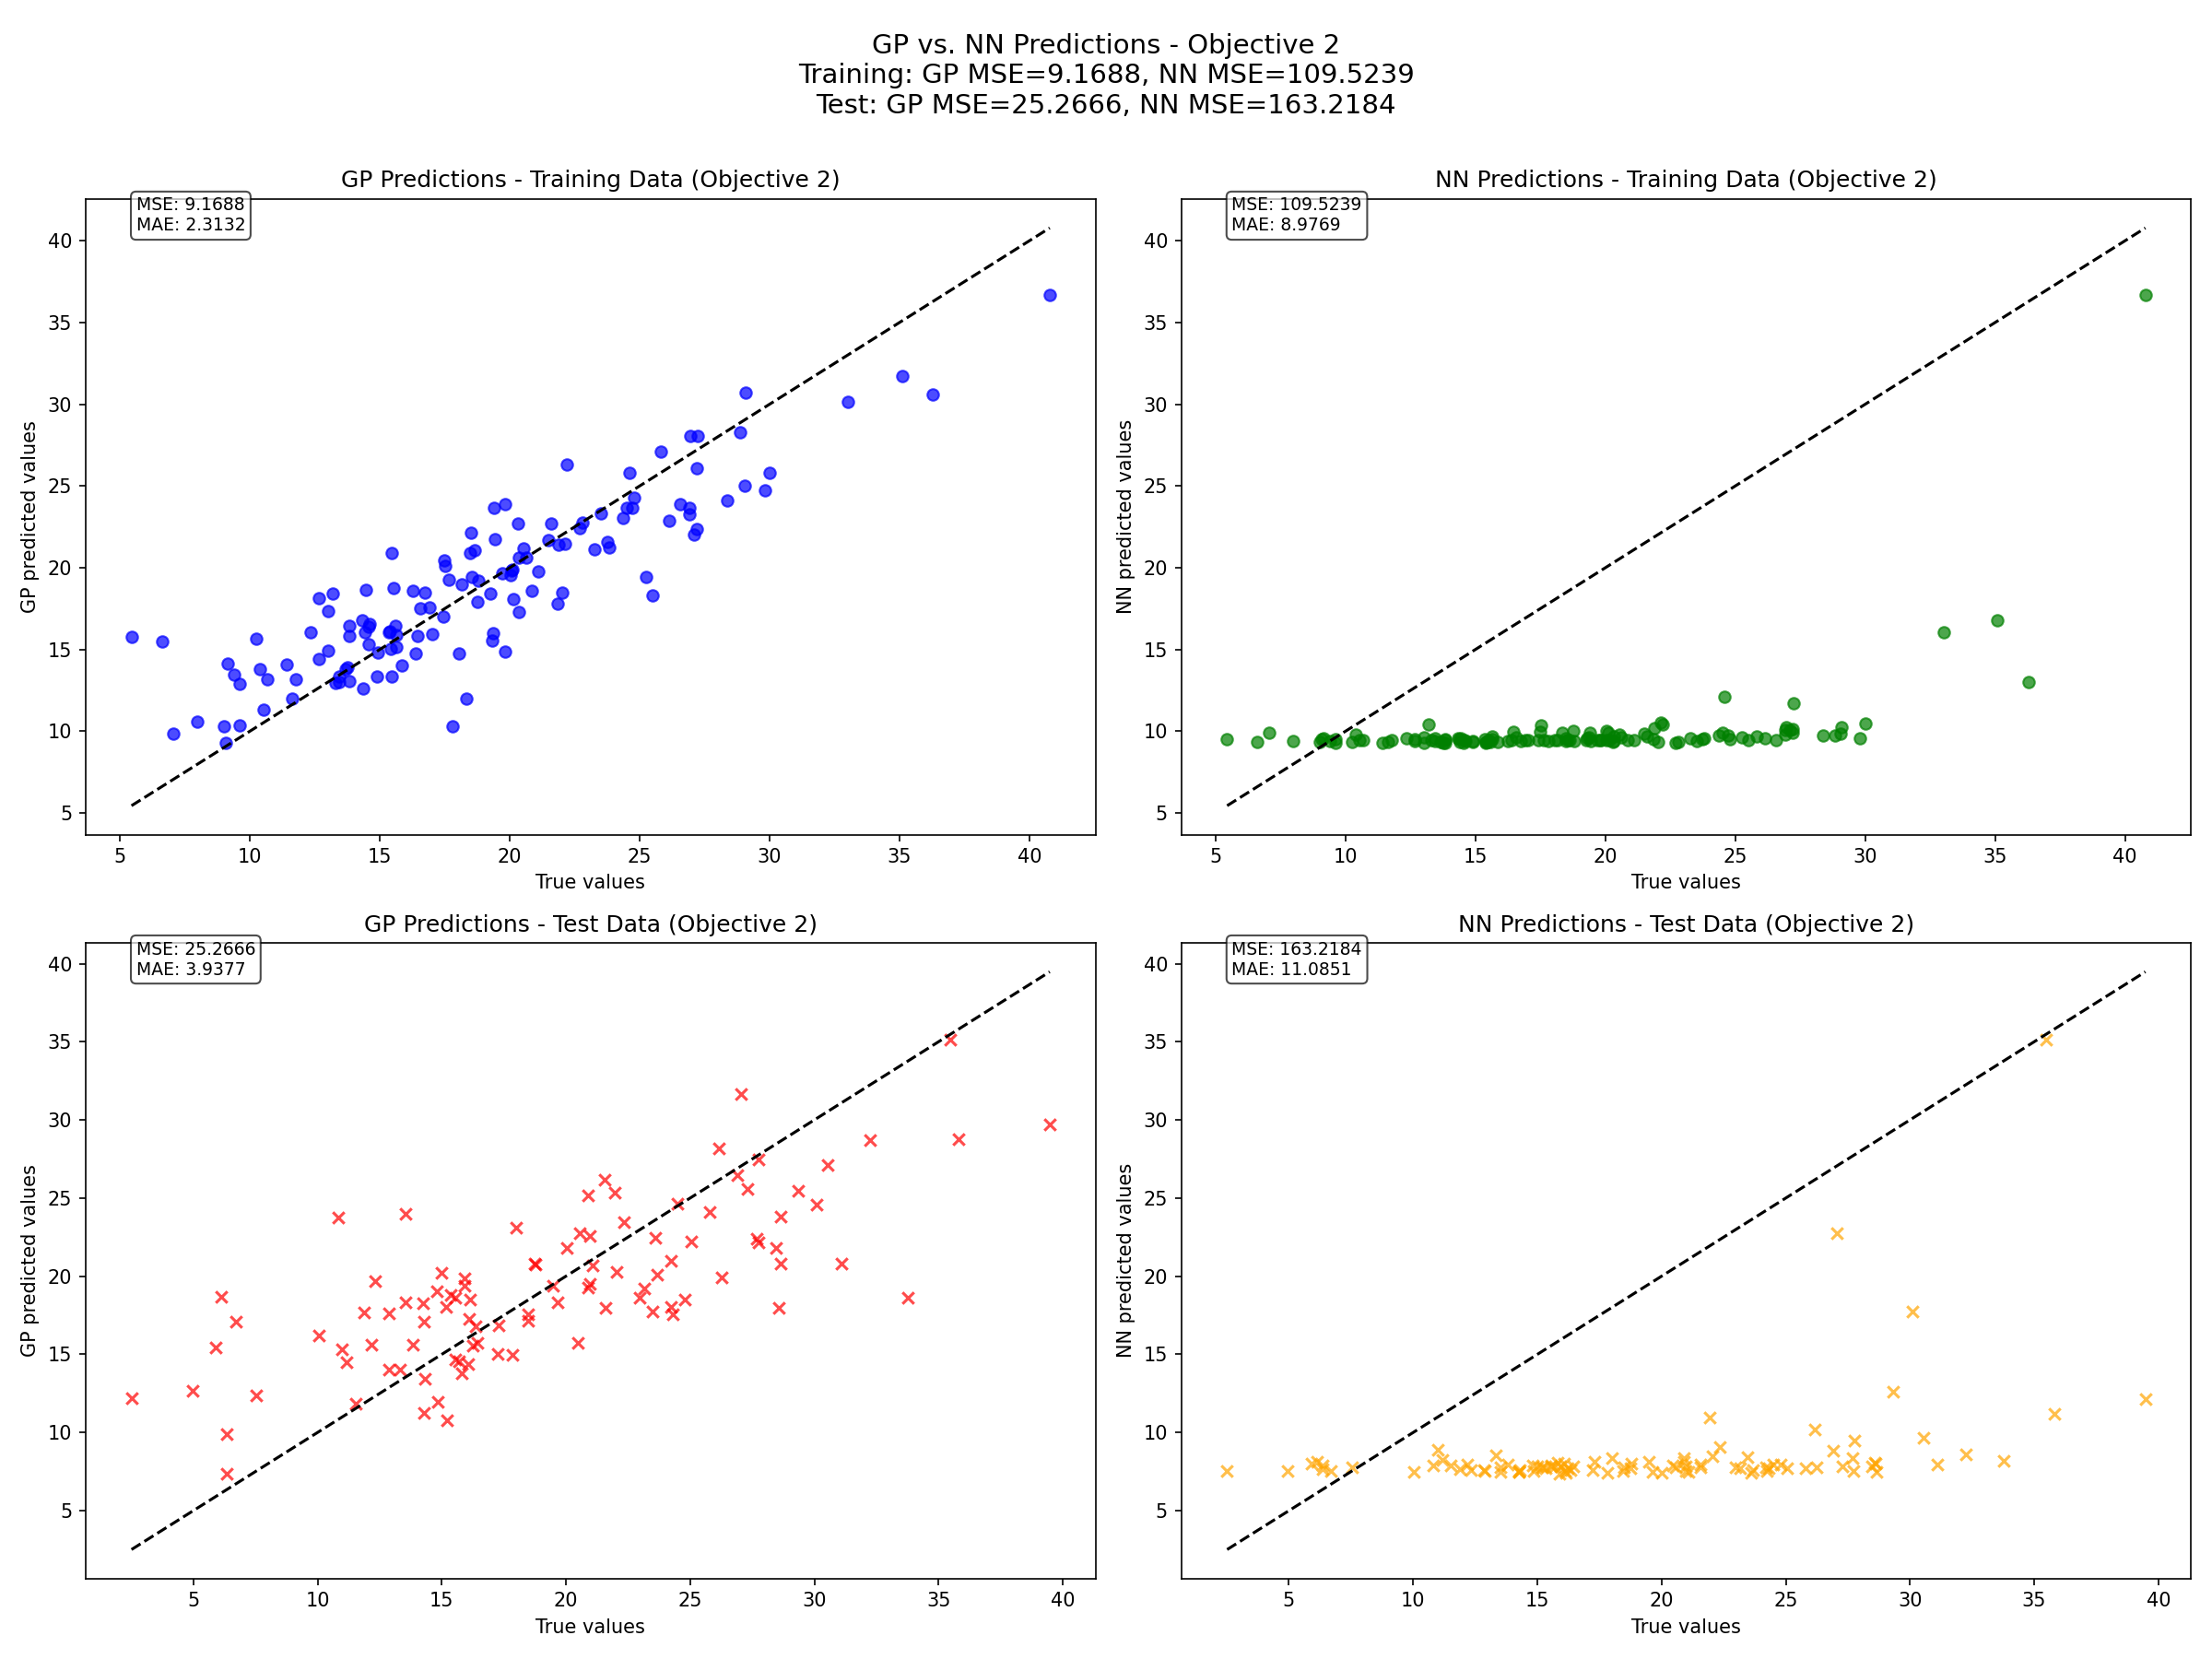 GP vs. NN Predictions - Objective 2
Training: GP MSE=9.1688, NN MSE=109.5239
Test: GP MSE=25.2666, NN MSE=163.2184
GP Predictions - Training Data (Objective 2)
MSE: 9.1688
MAE: 2.3132
GP predicted values
40
35
30
25
20
15
10
5
5 10 15 20 25 30 35 40
True values
NN Predictions - Training Data (Objective 2)
MSE: 109.5239
MAE: 8.9769
NN predicted values
40
35
30
25
20
15
10
5
5 10 15 20 25 30 35 40
True values
GP Predictions - Test Data (Objective 2)
MSE: 25.2666
MAE: 3.9377
GP predicted values
40
35
30
25
20
15
10
5
5 10 15 20 25 30 35 40
True values
NN Predictions - Test Data (Objective 2)
MSE: 163.2184
MAE: 11.0851
NN predicted values
40
35
30
25
20
15
10
5
5 10 15 20 25 30 35 40
True values